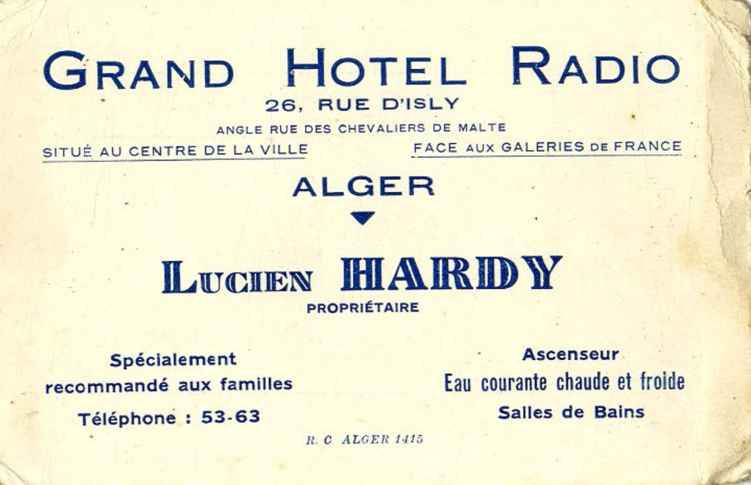 GRAND HOTEL RADIO
26, RUE D'ISLY
ANGLE RUE DES CHEVALIERS DE MALTE
SITUÉ AU CENTRE DE LA VILLE
FACE AUX GALERIES DE FRANCE
ALGER
LUCIEN HARDY
PROPRIÉTAIRE
Spécialement
recommandé aux familles
Téléphone : 53-63
Ascenseur
Eau courante chaude et froide
Salles de Bains
R. C ALGER 1415